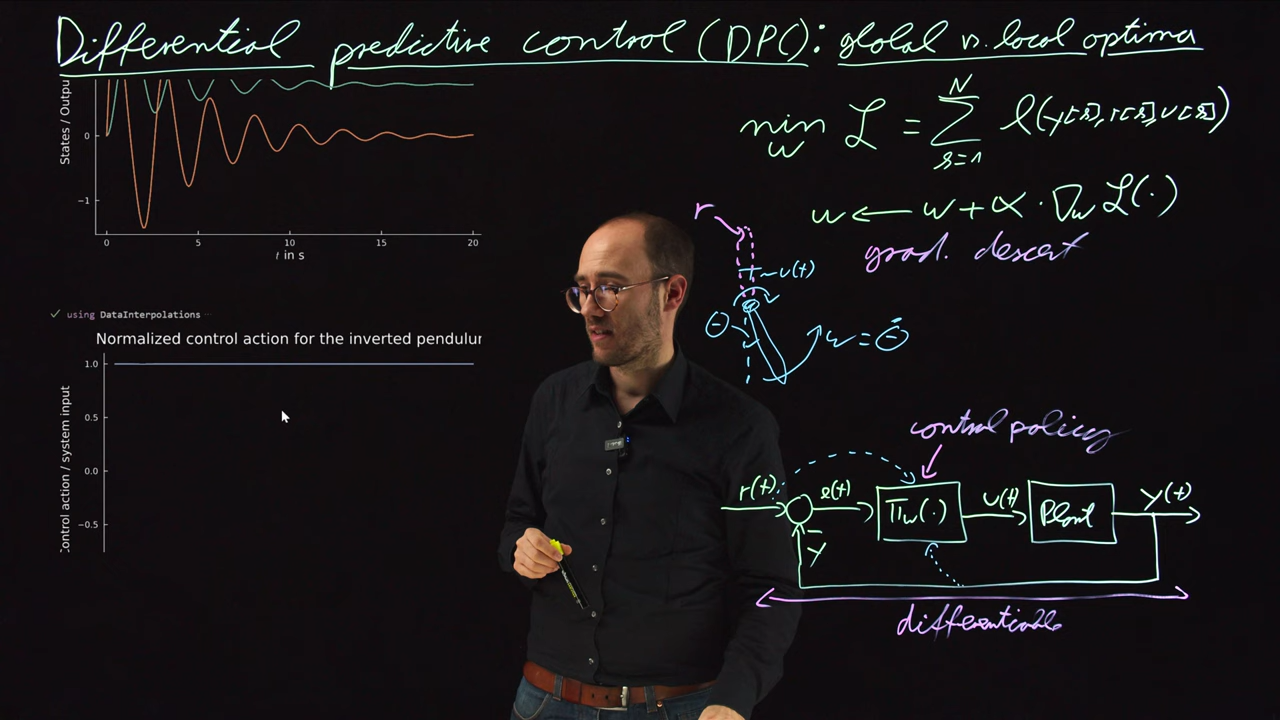 Differential predictive control (DPC): global vs. local optima
min L = Σ l(y[k], r[k], u[k])
w
N
k=1
w ← w + α · ∇w L(·)
grad. descent
r
u(t)
Θ
ω = Θ̇
control policy
r(t) e(t) Πw(·) u(t) Plant y(t)
− y
differentiable
States / Outpu
0
−1
0 5 10 15 20
t in s
✓ using DataInterpolations
Normalized control action for the inverted pendulur
1.0
0.5
0.0
−0.5
Control action / system input